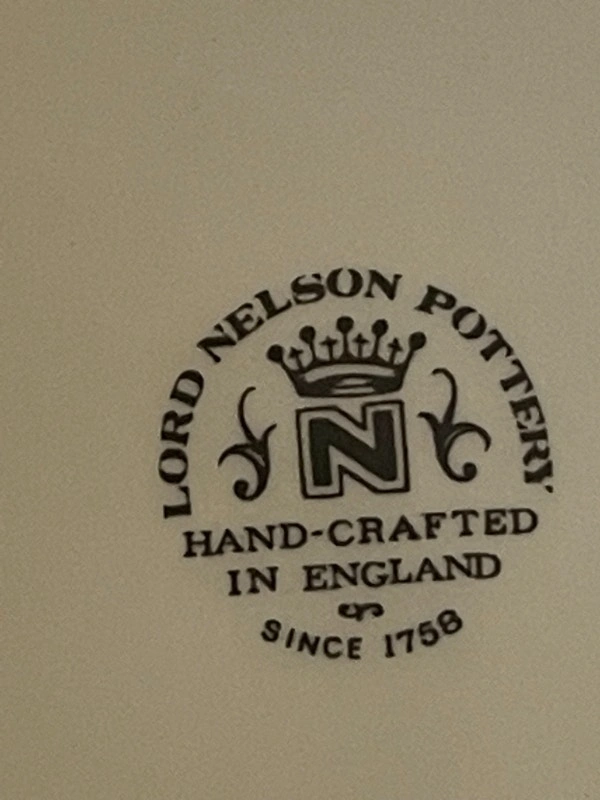 LORD NELSON POTTERY
N
HAND-CRAFTED
IN ENGLAND
SINCE 1758